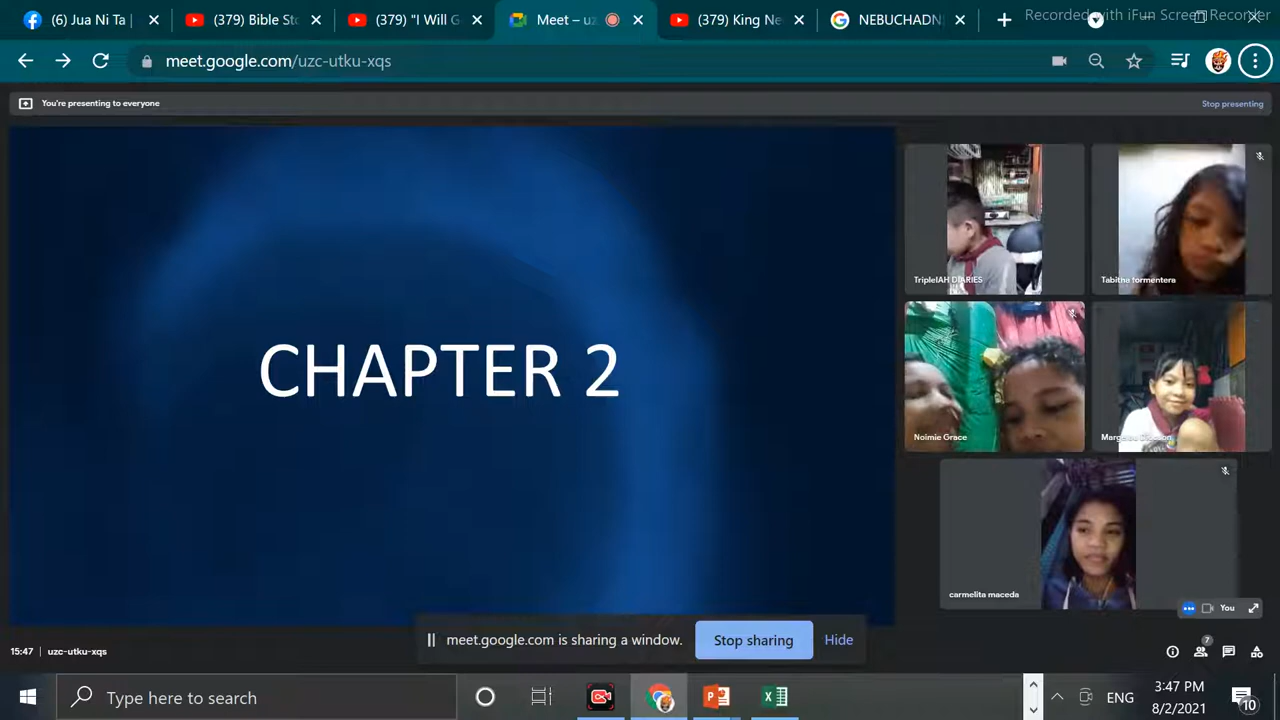 (6) Jua Ni Ta |
(379) Bible Sto
(379) "I Will G
Meet – uz
(379) King Ne
NEBUCHADN
Recorded with iFun Screen Recorder
meet.google.com/uzc-utku-xqs
You're presenting to everyone
Stop presenting
CHAPTER 2
TripleIAH DIARIES
Tabitha tormentera
Noimie Grace
carmelita maceda
You
meet.google.com is sharing a window.
Stop sharing
Hide
15:47 | uzc-utku-xqs
7
Type here to search
ENG
3:47 PM
8/2/2021
10